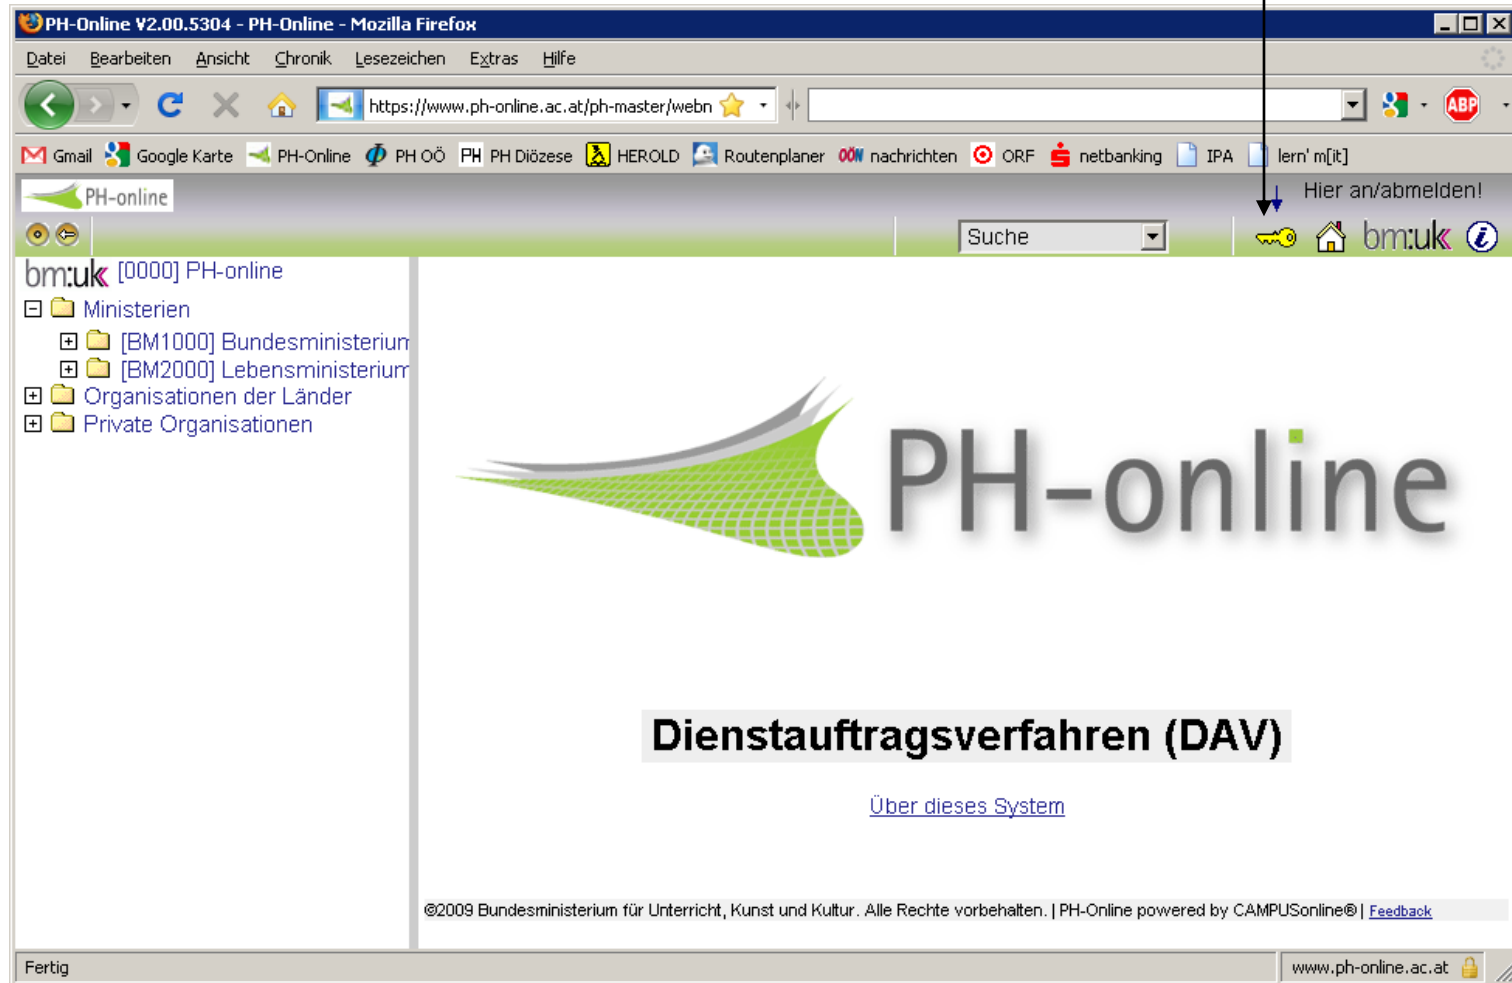 PH-Online V2.00.5304 - PH-Online - Mozilla Firefox
Datei Bearbeiten Ansicht Chronik Lesezeichen Extras Hilfe
https://www.ph-online.ac.at/ph-master/webn
ABP
Gmail Google Karte PH-Online PH OÖ PH PH Diözese HEROLD Routenplaner OÖN nachrichten ORF netbanking IPA lern' m[it]
PH-online
Hier an/abmelden!
Suche
bm:uk
bm:uk [0000] PH-online
Ministerien
[BM1000] Bundesministerium
[BM2000] Lebensministerium
Organisationen der Länder
Private Organisationen
PH-online
Dienstauftragsverfahren (DAV)
Über dieses System
©2009 Bundesministerium für Unterricht, Kunst und Kultur. Alle Rechte vorbehalten. | PH-Online powered by CAMPUSonline® | Feedback
Fertig
www.ph-online.ac.at